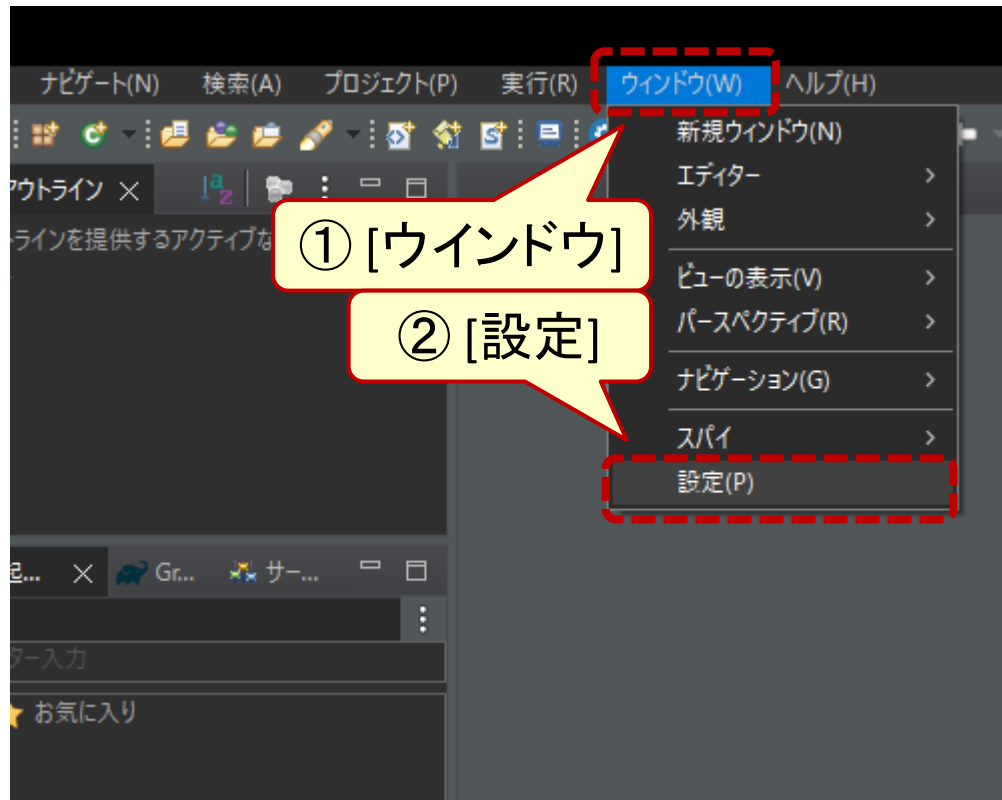 ナビゲート(N) 検索(A) プロジェクト(P) 実行(R) ウィンドウ(W) ヘルプ(H)
新規ウィンドウ(N)
エディター
外観
ビューの表示(V)
パースペクティブ(R)
ナビゲーション(G)
スパイ
設定(P)
アウトライン
ラインを提供するアクティブな
① [ウインドウ]
② [設定]
起... Gr... サー...
ター入力
お気に入り